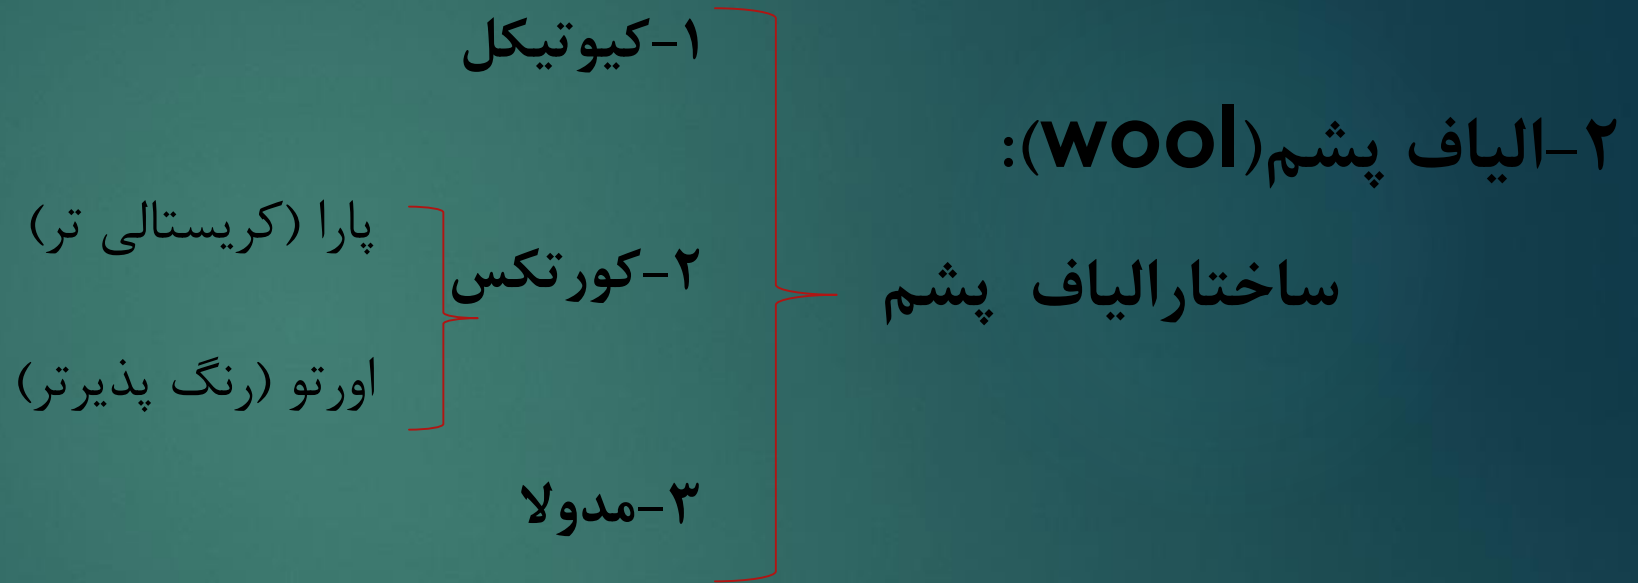 ۲-الیاف پشم(wool):
ساختارالیاف پشم
۱-کیوتیکل
۲-کورتکس
پارا (کریستالی تر)
اورتو (رنگ پذیرتر)
۳-مدولا